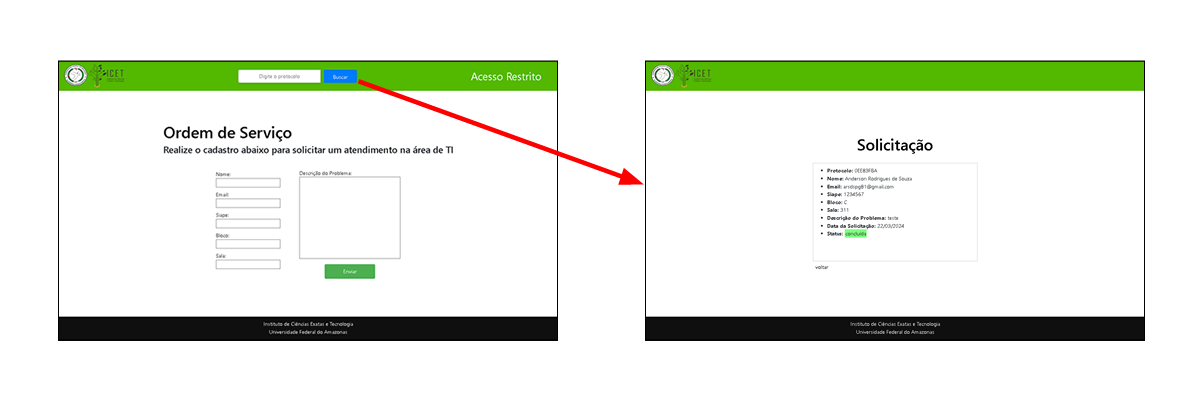 ICET
Digite o protocolo
Buscar
Acesso Restrito
Ordem de Serviço
Realize o cadastro abaixo para solicitar um atendimento na área de TI
Nome:
Email:
Siape:
Bloco:
Sala:
Descrição do Problema:
Enviar
Instituto de Ciências Exatas e Tecnologia
Universidade Federal do Amazonas
ICET
Solicitação
Protocolo: 0EE83FBA
Nome: Anderson Rodrigues de Souza
Email: arsdspg81@gmail.com
Siape: 1234567
Bloco: C
Sala: 311
Descrição do Problema: teste
Data da Solicitação: 22/03/2024
Status: concluída
voltar
Instituto de Ciências Exatas e Tecnologia
Universidade Federal do Amazonas